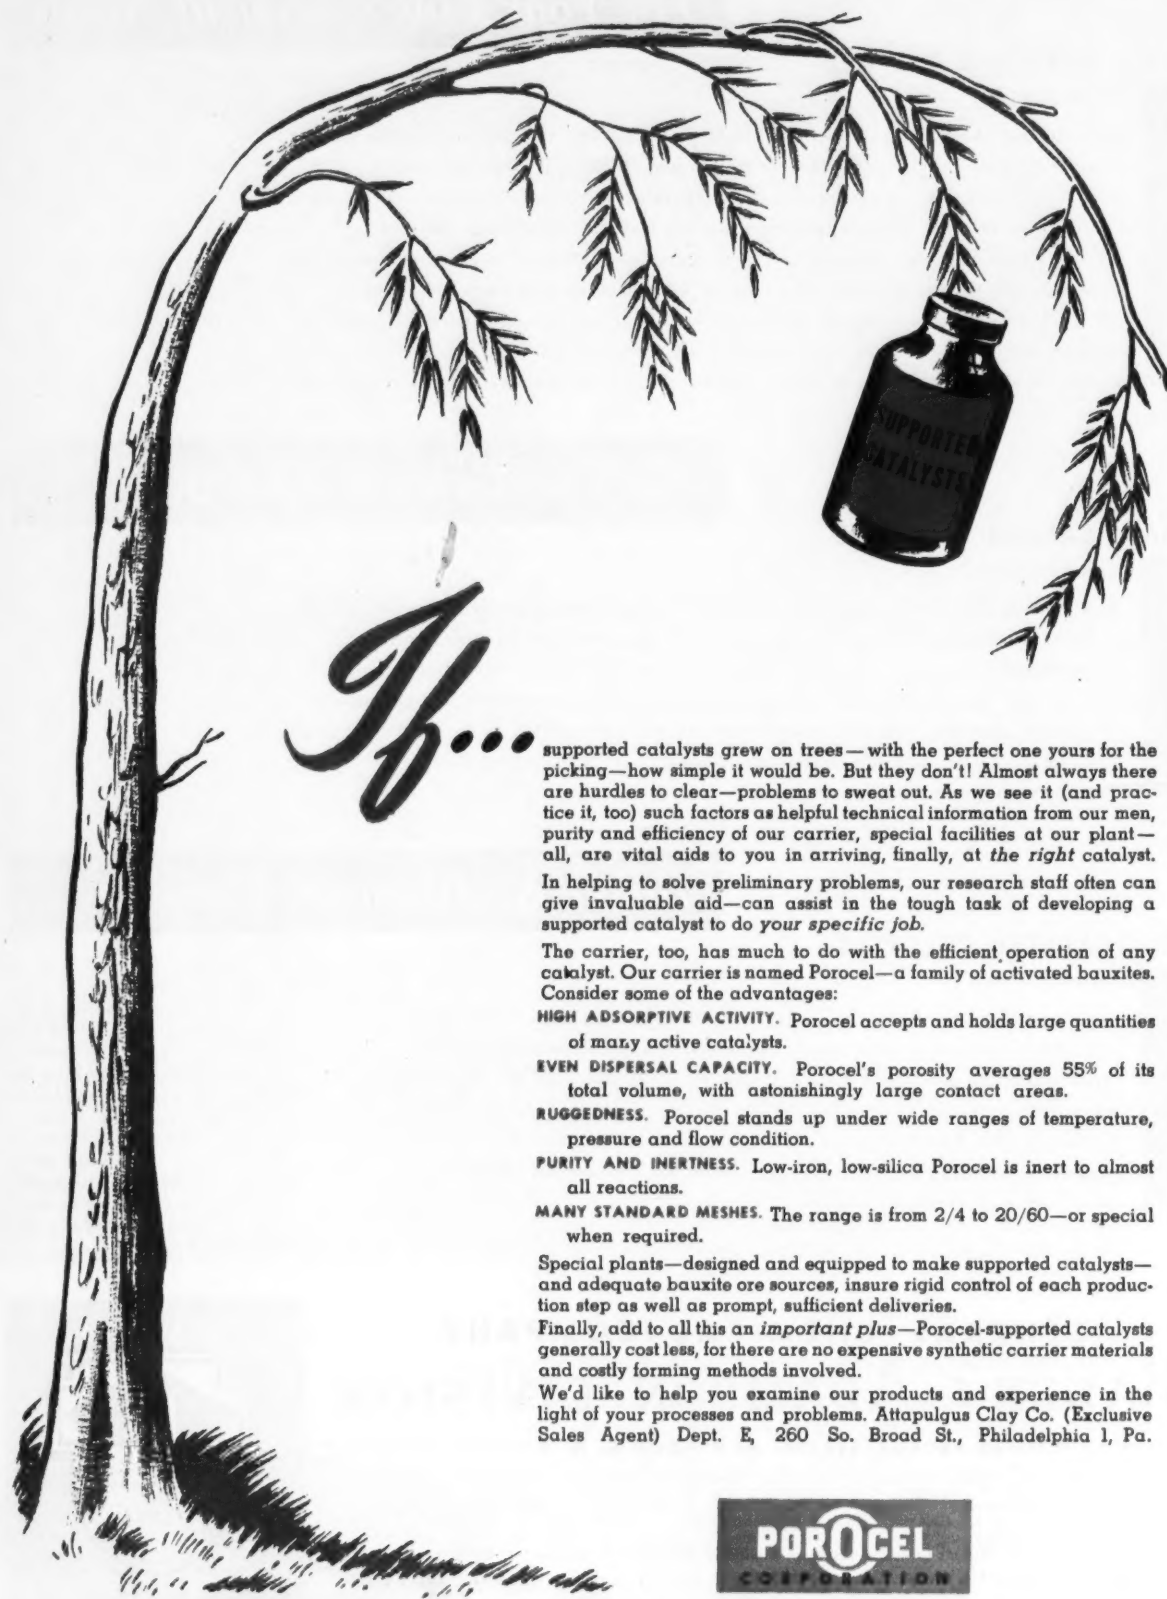 SUPPORTED
CATALYSTS
If...
supported catalysts grew on trees—with the perfect one yours for the
picking—how simple it would be. But they don't! Almost always there
are hurdles to clear—problems to sweat out. As we see it (and prac-
tice it, too) such factors as helpful technical information from our men,
purity and efficiency of our carrier, special facilities at our plant—
all, are vital aids to you in arriving, finally, at the right catalyst.
In helping to solve preliminary problems, our research staff often can
give invaluable aid—can assist in the tough task of developing a
supported catalyst to do your specific job.
The carrier, too, has much to do with the efficient operation of any
catalyst. Our carrier is named Porocel—a family of activated bauxites.
Consider some of the advantages:
HIGH ADSORPTIVE ACTIVITY. Porocel accepts and holds large quantities
of many active catalysts.
EVEN DISPERSAL CAPACITY. Porocel's porosity averages 55% of its
total volume, with astonishingly large contact areas.
RUGGEDNESS. Porocel stands up under wide ranges of temperature,
pressure and flow condition.
PURITY AND INERTNESS. Low-iron, low-silica Porocel is inert to almost
all reactions.
MANY STANDARD MESHES. The range is from 2/4 to 20/60—or special
when required.
Special plants—designed and equipped to make supported catalysts—
and adequate bauxite ore sources, insure rigid control of each produc-
tion step as well as prompt, sufficient deliveries.
Finally, add to all this an important plus—Porocel-supported catalysts
generally cost less, for there are no expensive synthetic carrier materials
and costly forming methods involved.
We'd like to help you examine our products and experience in the
light of your processes and problems. Attapulgus Clay Co. (Exclusive
Sales Agent) Dept. E, 260 So. Broad St., Philadelphia 1, Pa.
POROCEL
CORPORATION